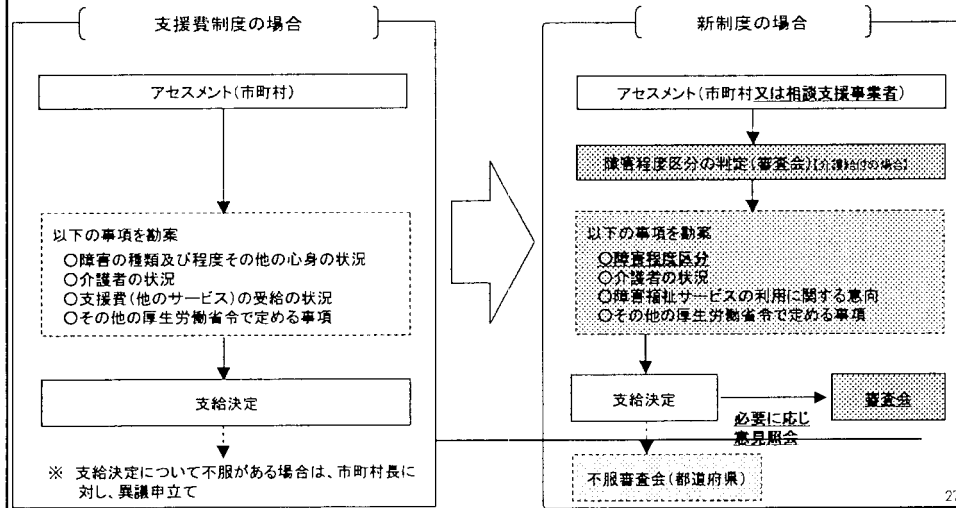 支援費制度の場合
アセスメント(市町村)
以下の事項を勘案
○障害の種類及び程度その他の心身の状況
○介護者の状況
○支援費(他のサービス)の受給の状況
○その他の厚生労働省令で定める事項
支給決定
※ 支給決定について不服がある場合は、市町村長に
対し、異議申立て
新制度の場合
アセスメント(市町村又は相談支援事業者)
障害程度区分の判定(審査会)【介護給付の場合】
以下の事項を勘案
○障害程度区分
○介護者の状況
○障害福祉サービスの利用に関する意向
○その他の厚生労働省令で定める事項
支給決定
審査会
必要に応じ
意見照会
不服審査会(都道府県)
27